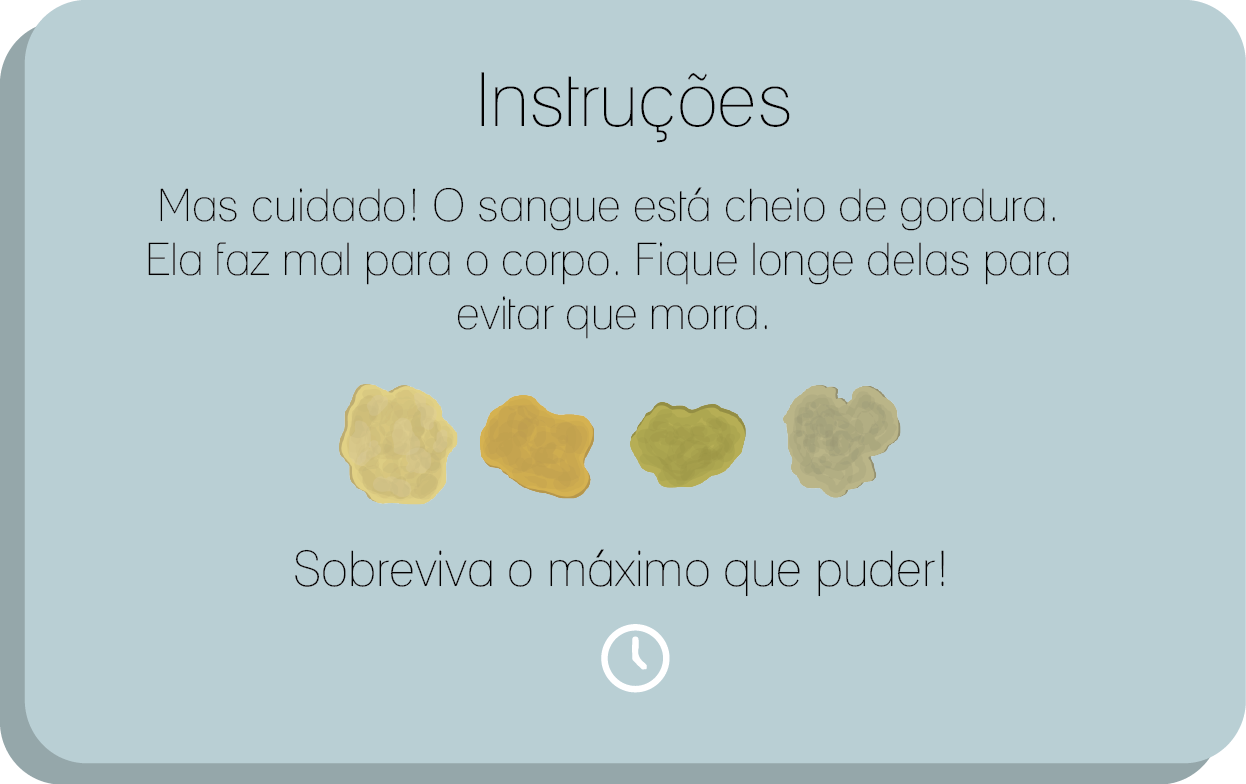 Instruções
Mas cuidado! O sangue está cheio de gordura.
Ela faz mal para o corpo. Fique longe delas para
evitar que morra.
Sobreviva o máximo que puder!